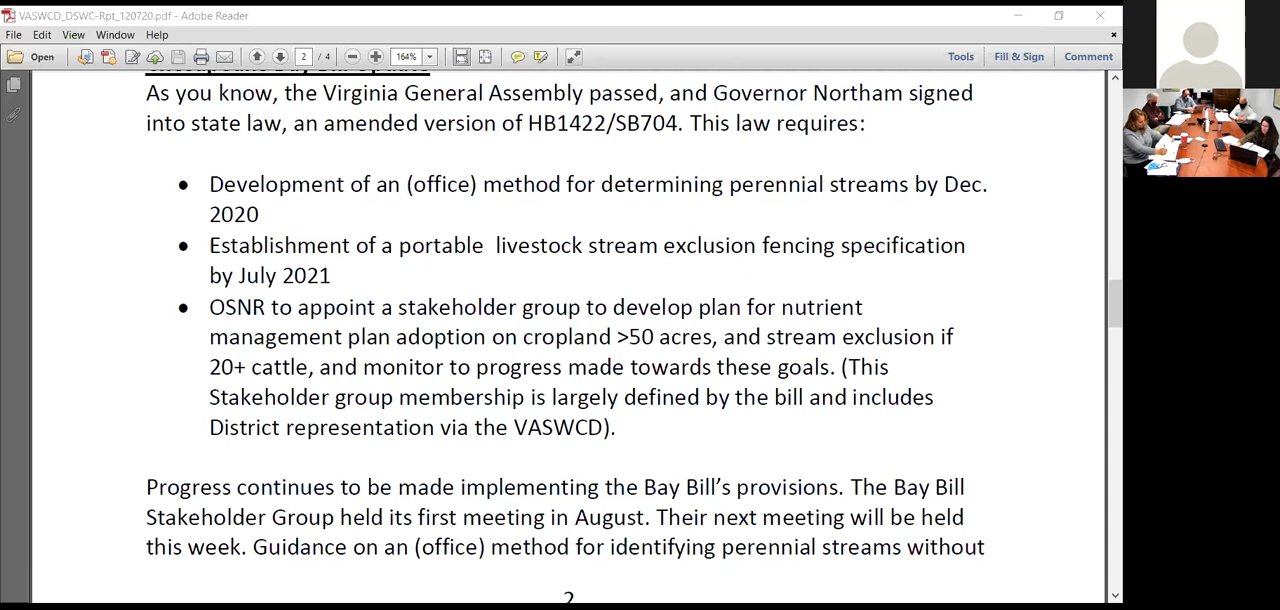 VASWCD_DSWC-Rpt_120720.pdf - Adobe Reader
File Edit View Window Help
Open 2 / 4 164% Tools Fill & Sign Comment
As you know, the Virginia General Assembly passed, and Governor Northam signed
into state law, an amended version of HB1422/SB704. This law requires:
• Development of an (office) method for determining perennial streams by Dec.
2020
• Establishment of a portable livestock stream exclusion fencing specification
by July 2021
• OSNR to appoint a stakeholder group to develop plan for nutrient
management plan adoption on cropland >50 acres, and stream exclusion if
20+ cattle, and monitor to progress made towards these goals. (This
Stakeholder group membership is largely defined by the bill and includes
District representation via the VASWCD).
Progress continues to be made implementing the Bay Bill’s provisions. The Bay Bill
Stakeholder Group held its first meeting in August. Their next meeting will be held
this week. Guidance on an (office) method for identifying perennial streams without
2